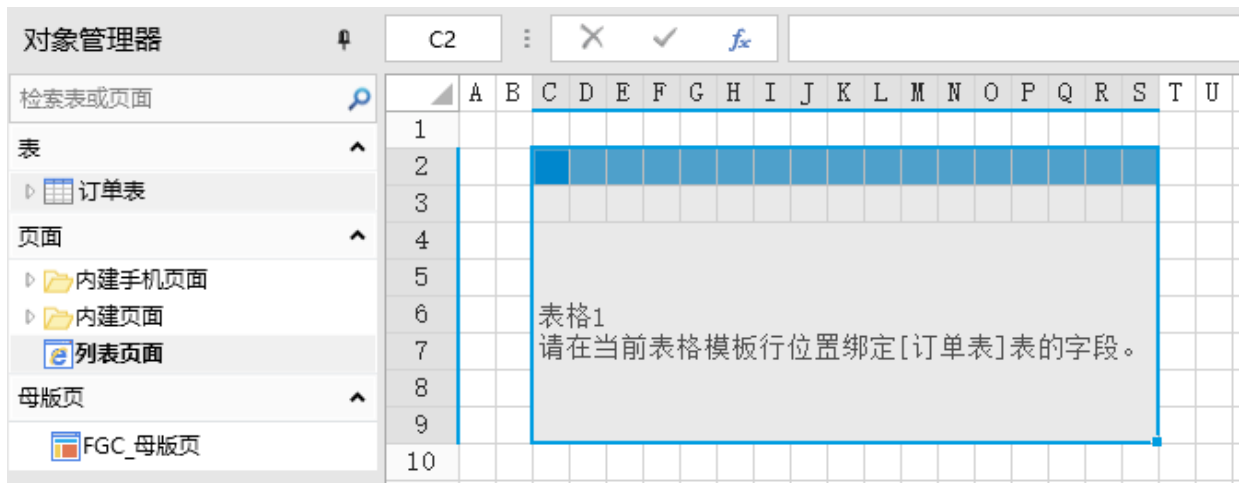 对象管理器
C2
fx
检索表或页面
A B C D E F G H I J K L M N O P Q R S T U
表
订单表
页面
内建手机页面
内建页面
列表页面
母版页
FGC_母版页
1
2
3
4
5
6
7
8
9
10
表格1
请在当前表格模板行位置绑定[订单表]表的字段。